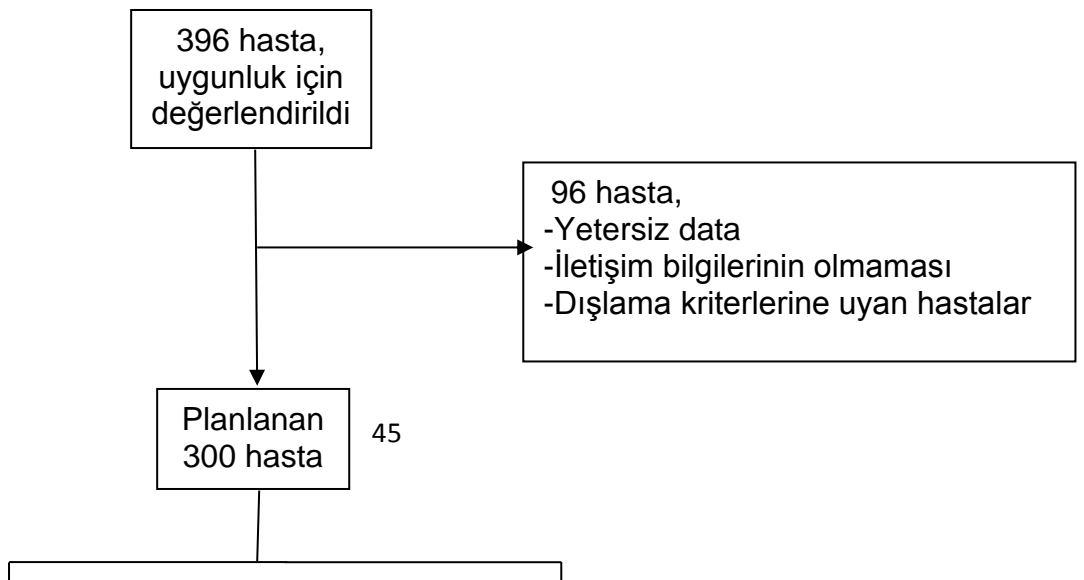 396 hasta,
uygunluk için
değerlendirildi
96 hasta,
-Yetersiz data
-İletişim bilgilerinin olmaması
-Dışlama kriterlerine uyan hastalar
Planlanan
300 hasta
45